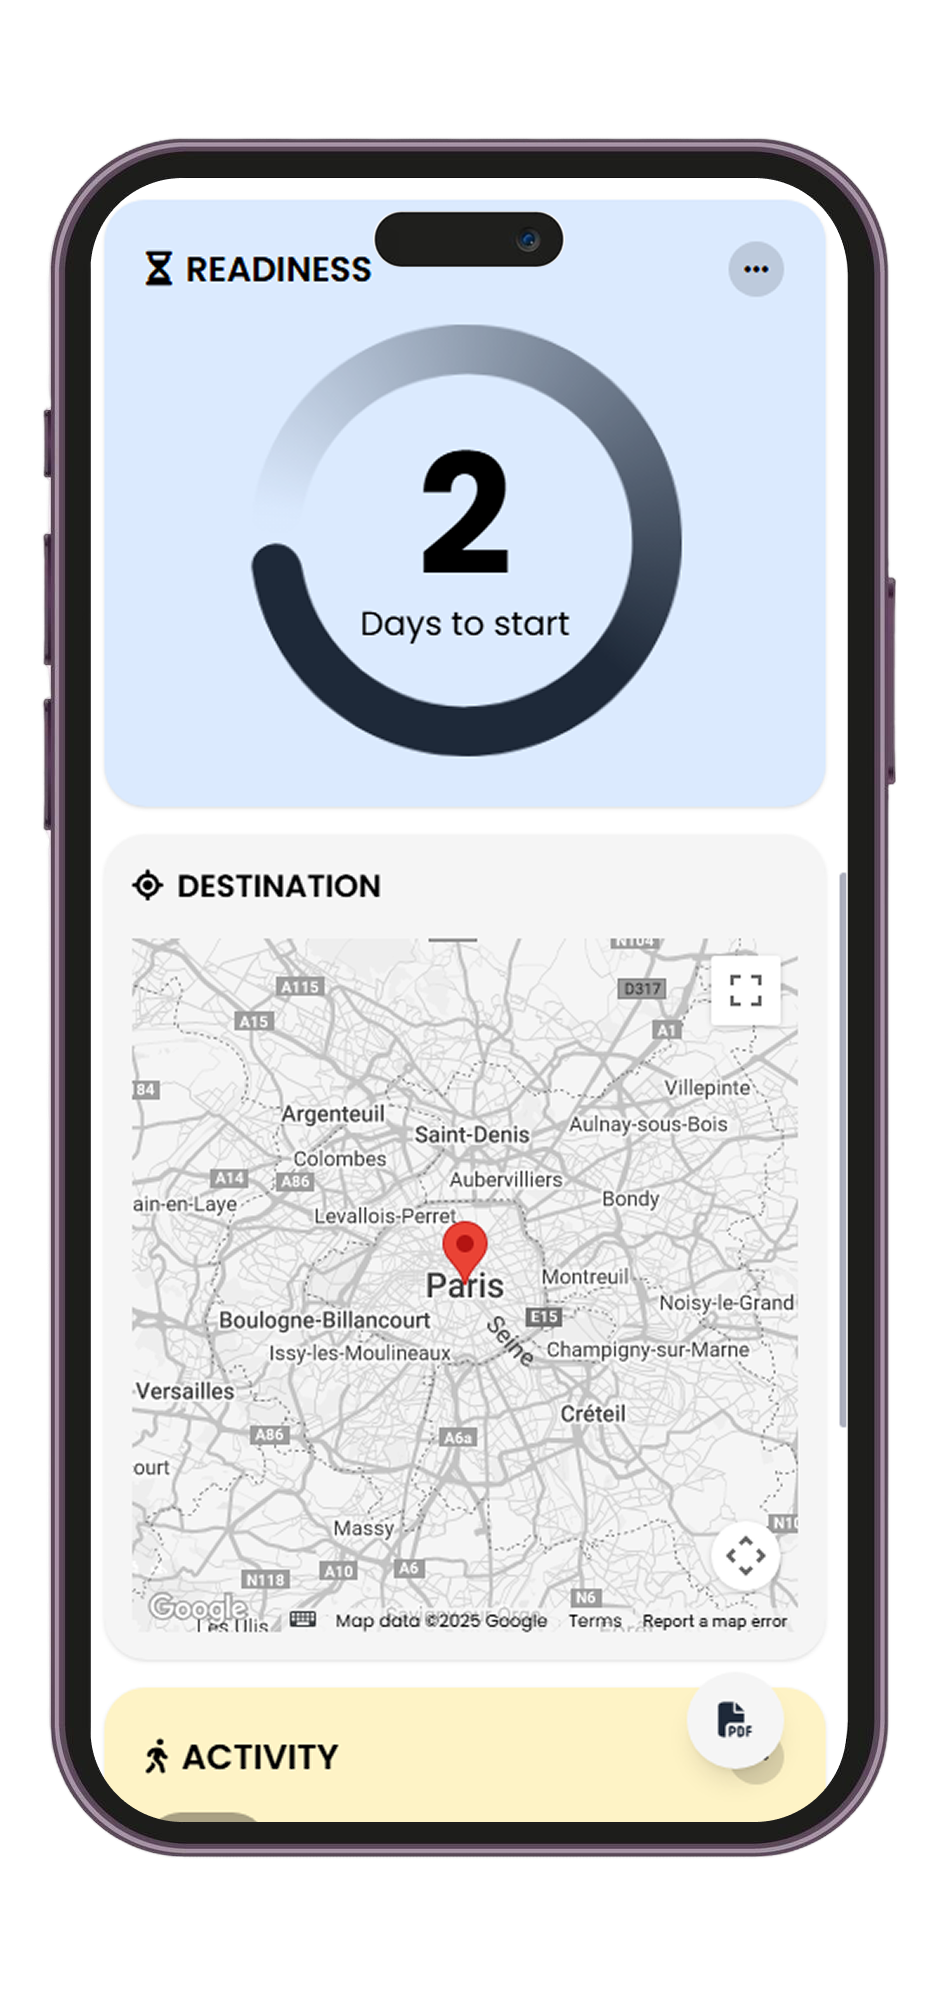 READINESS
2
Days to start
DESTINATION
N104
A115
D317
A15
A1
84
Villepinte
Argenteuil
Saint-Denis
Aulnay-sous-Bois
Colombes
A14
A86
Aubervilliers
ain-en-Laye
Bondy
Levallois-Perret
Paris
Montreuil
Noisy-le-Grand
Boulogne-Billancourt
E15
Seine
Issy-les-Moulineaux
Champigny-sur-Marne
Versailles
Créteil
A86
A6a
ourt
N10
Massy
A10
A6
N118
N6
Google
Les Ulis
Map data ©2025 Google
Terms
Report a map error
PDF
ACTIVITY